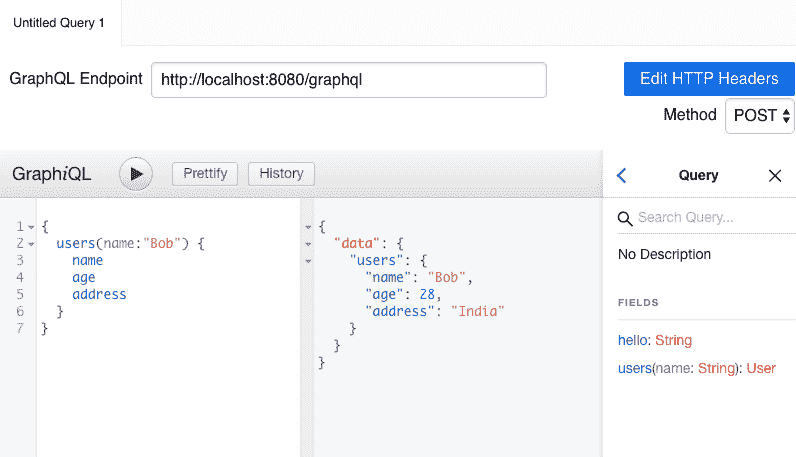 Untitled Query 1
GraphQL Endpoint http://localhost:8080/graphql Edit HTTP Headers
Method POST
GraphiQL Prettify History
1 {
2 users(name:"Bob") {
3 name
4 age
5 address
6 }
7 }
{
"data": {
"users": {
"name": "Bob",
"age": 28,
"address": "India"
}
}
}
Query
Search Query...
No Description
FIELDS
hello: String
users(name: String): User